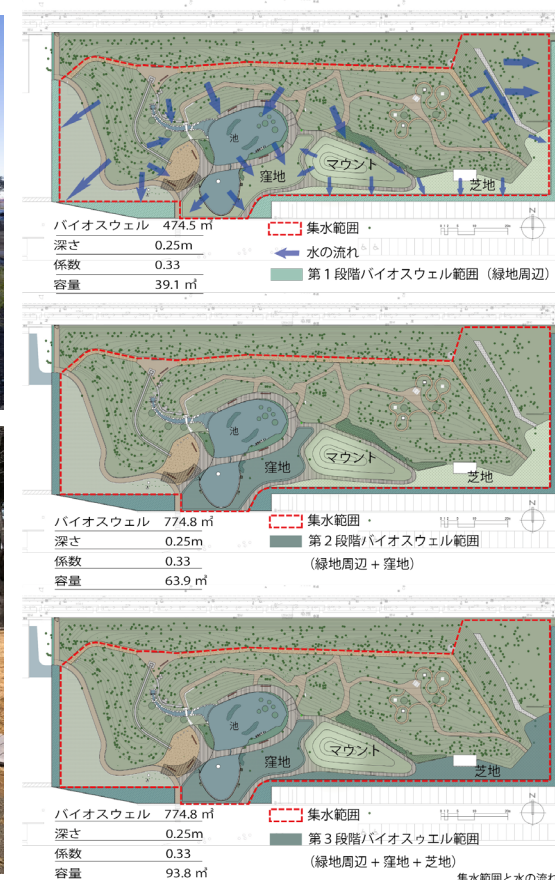 池
窪地
マウント
芝地
バイオスウェル 474.5 ㎡
深さ 0.25m
係数 0.33
容量 39.1 ㎥
集水範囲
水の流れ
第1段階バイオスウェル範囲（緑地周辺）
池
窪地
マウント
芝地
バイオスウェル 774.8 ㎡
深さ 0.25m
係数 0.33
容量 63.9 ㎥
集水範囲
第2段階バイオスウェル範囲
（緑地周辺 + 窪地）
池
窪地
マウント
芝地
バイオスウェル 774.8 ㎡
深さ 0.25m
係数 0.33
容量 93.8 ㎥
集水範囲
第3段階バイオスゥエル範囲
（緑地周辺 + 窪地 + 芝地）
集水範囲と水の流れ